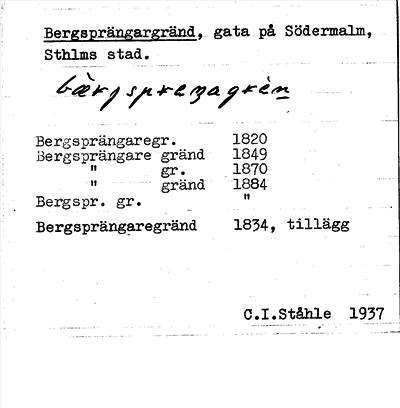 Bergsprängargränd, gata på Södermalm,
Sthlms stad.
bærjspreŋagrèn
Bergsprängaregr. 1820
Bergsprängare gränd 1849
" gr. 1870
" gränd 1884
Bergspr. gr. "
Bergsprängaregränd 1834, tillägg
C.I.Ståhle 1937